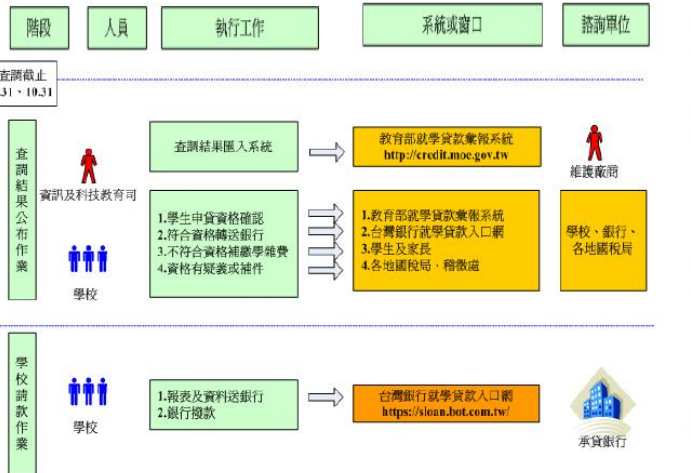 階段
人員
執行工作
系統或窗口
諮詢單位
查調截止
.31、10.31
查調結果公布作業
資訊及科技教育司
查調結果匯入系統
教育部就學貸款彙報系統
http://credit.moe.gov.tw
維護廠商
學校
1.學生申貸資格確認
2.符合資格轉送銀行
3.不符合資格補繳學雜費
4.資格有疑義或補件
1.教育部就學貸款彙報系統
2.台灣銀行就學貸款入口網
3.學生及家長
4.各地國稅局、稽徵處
學校、銀行、
各地國稅局
學校請款作業
學校
1.報表及資料送銀行
2.銀行撥款
台灣銀行就學貸款入口網
https://sloan.bot.com.tw/
承貸銀行